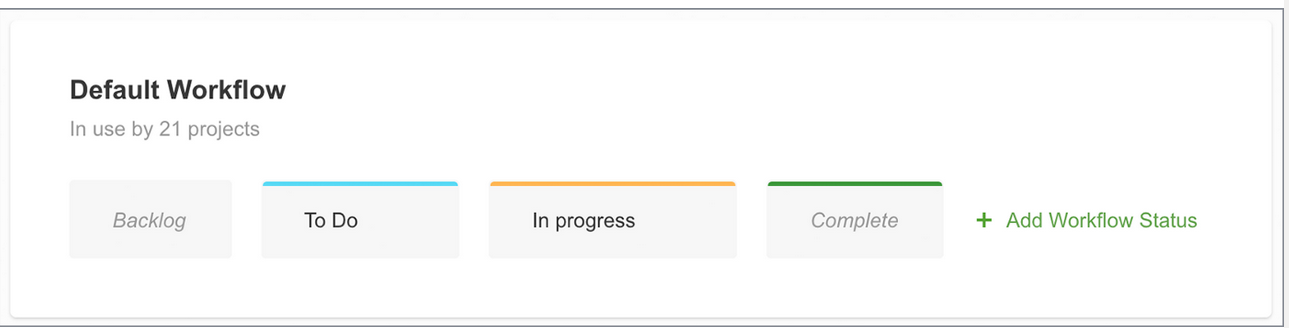 Default Workflow
In use by 21 projects
Backlog To Do In progress Complete + Add Workflow Status